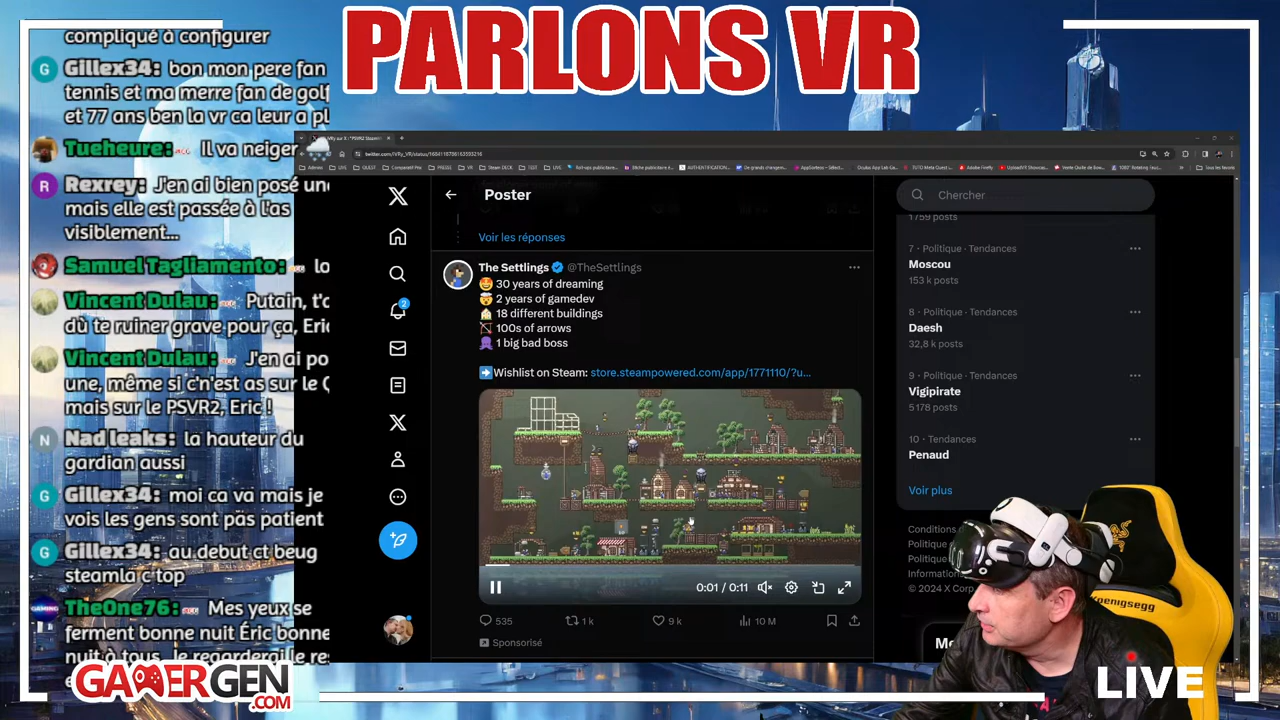 PARLONS VR
compliqué à configurer
Gillex34: bon mon pere fan
tennis et ma merre fan de golf
et 77 ans ben la vr ca leur a pl
Tueheure: Il va neiger
Rexrey: J'en ai bien posé une
mais elle est passée à l'as
visiblement...
Samuel Tagliamento: lo
Vincent Dulau: Putain, t'a
dû te ruiner grave pour ça, Eric
Vincent Dulau: J'en ai po
une, même si c'n'est as sur le Q
mais sur le PSVR2, Eric !
Nad leaks: la hauteur du
gardian aussi
Gillex34: moi ca va mais je
vois les gens sont pas patient
Gillex34: au debut ct beug
steamla c top
TheOne76: Mes yeux se
ferment bonne nuit Éric bonne
nuit à tous. Je regarderai le re
GAMERGEN
.COM
Poster
Voir les réponses
The Settlings @TheSettlings
30 years of dreaming
2 years of gamedev
18 different buildings
100s of arrows
1 big bad boss
Wishlist on Steam: store.steampowered.com/app/1771110/?u...
0:01 / 0:11
535
1 k
9 k
10 M
Sponsorisé
2
Chercher
1 759 posts
7 · Politique · Tendances
Moscou
153 k posts
8 · Politique · Tendances
Daesh
32,8 k posts
9 · Politique · Tendances
Vigipirate
5 178 posts
10 · Tendances
Penaud
Voir plus
Conditions d
Politique
Politique
Informations
© 2024 X Corp
Me
Koenigsegg
LIVE